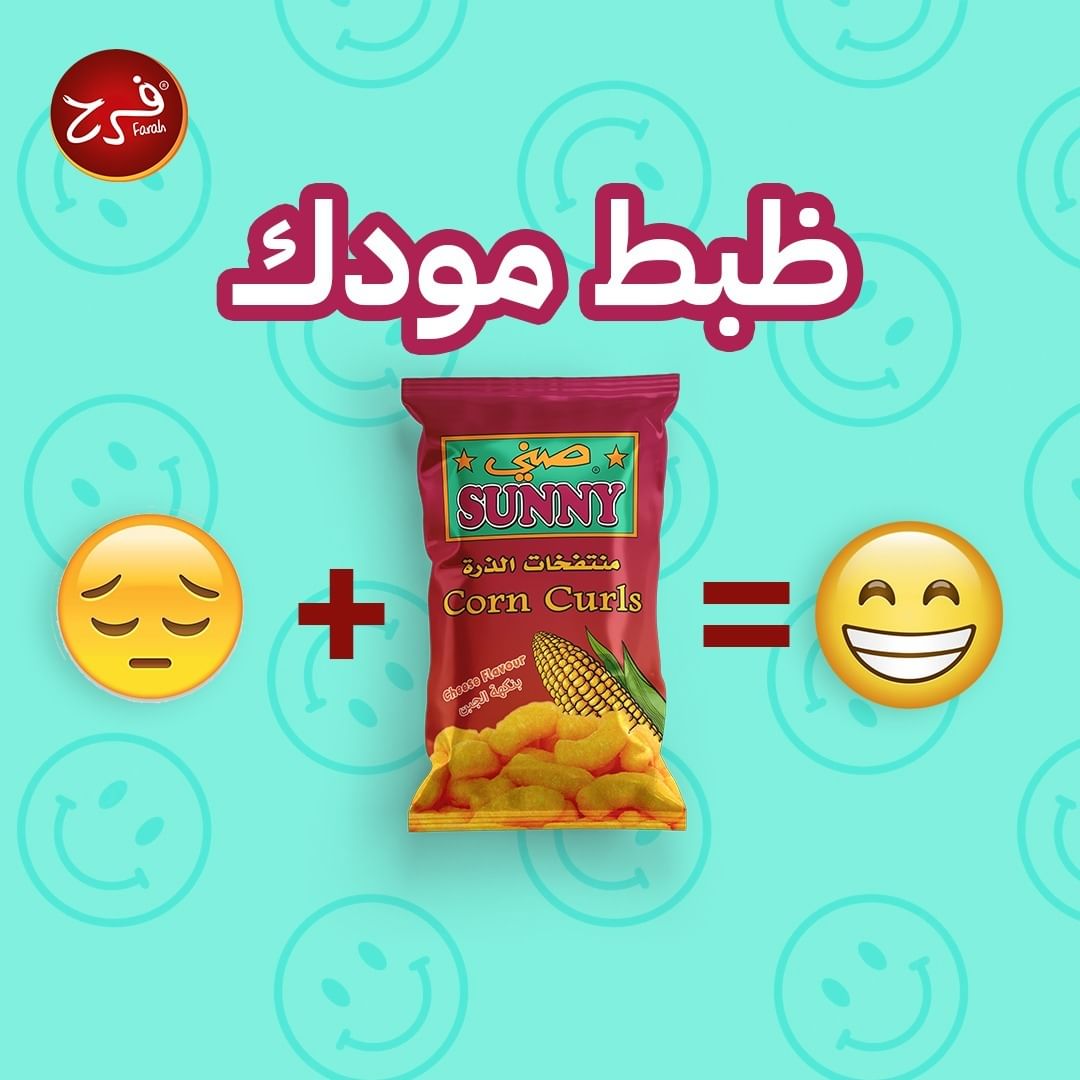 فرح®
Farah
ظبط مودك
صني®
SUNNY
منتفخات الذرة
Corn Curls
Cheese Flavour
بنكهة الجبن
+
=